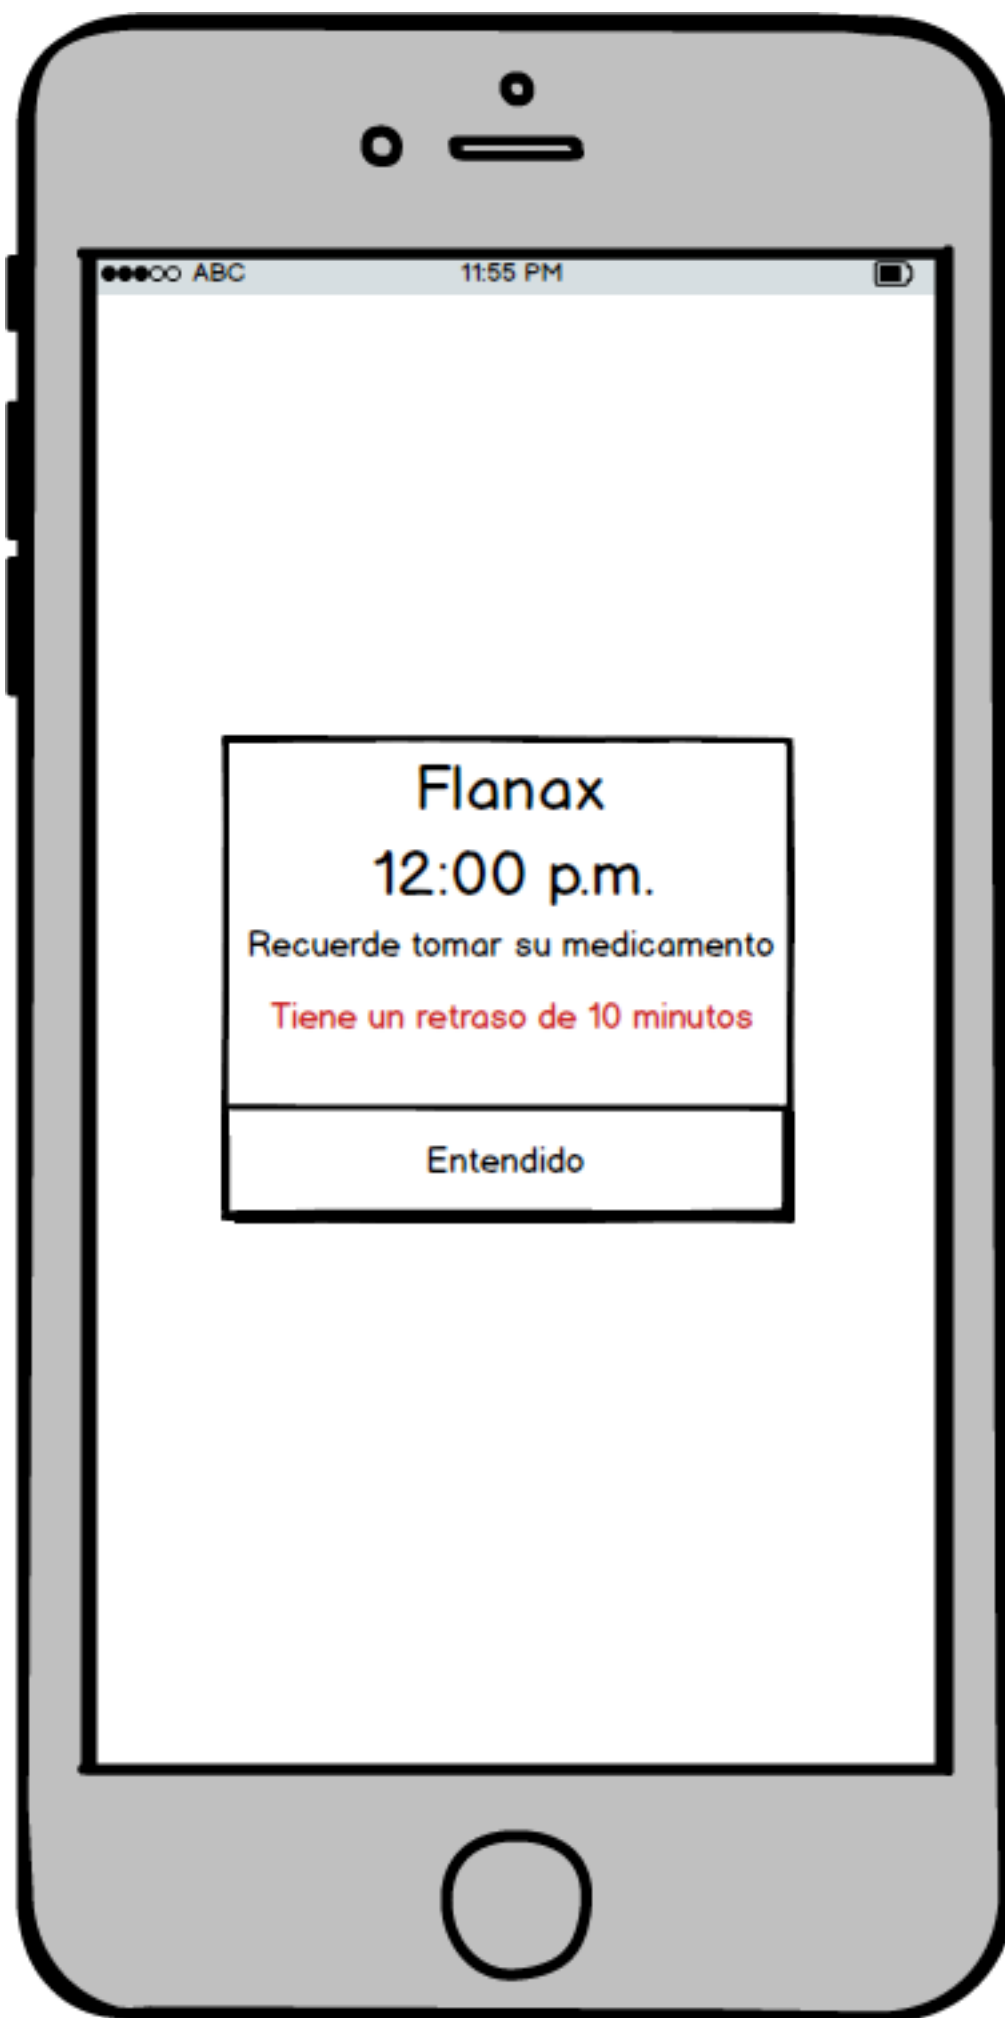 ABC 11:55 PM
Flanax
12:00 p.m.
Recuerde tomar su medicamento
Tiene un retraso de 10 minutos
Entendido